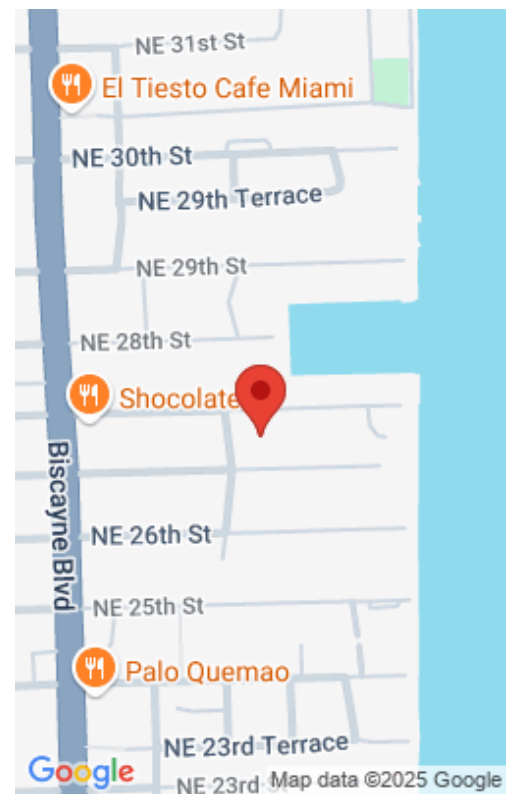 NE 31st St
El Tiesto Cafe Miami
NE 30th St
NE 29th Terrace
NE 29th St
NE 28th St
Shocolate
Biscayne Blvd
NE 26th St
NE 25th St
Palo Quemao
NE 23rd Terrace
NE 23rd
Google
Map data ©2025 Google